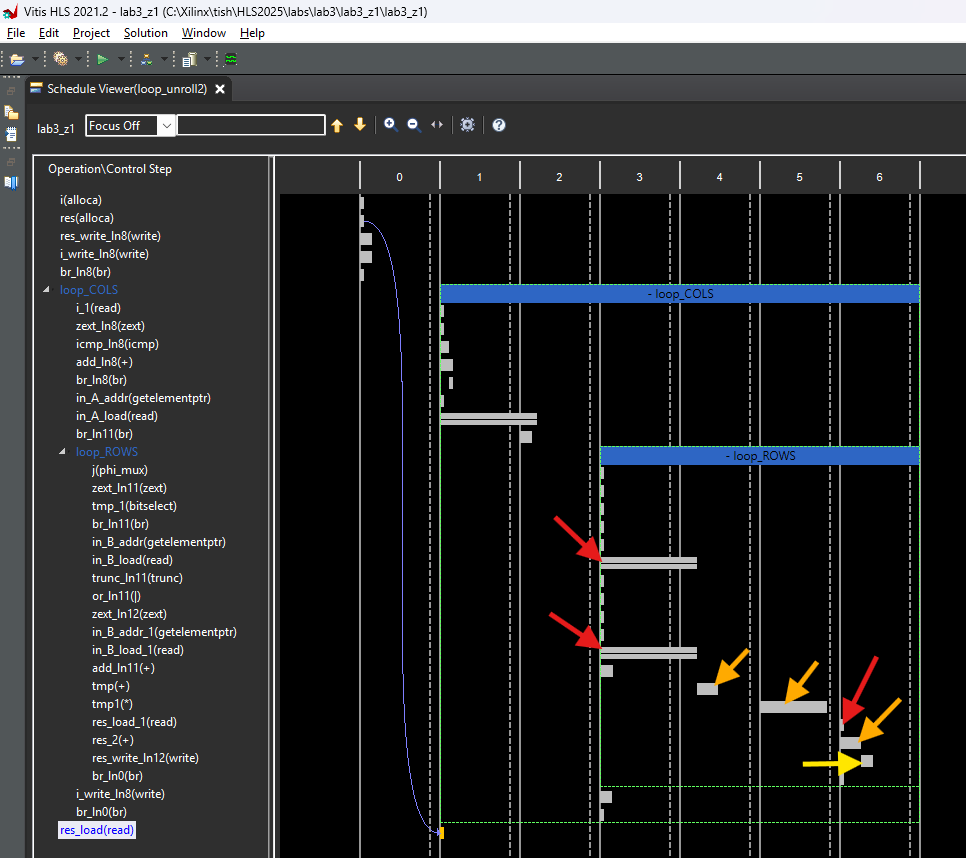 Vitis HLS 2021.2 - lab3_z1 (C:\Xilinx\tish\HLS2025\labs\lab3\lab3_z1\lab3_z1)
File Edit Project Solution Window Help
Schedule Viewer(loop_unroll2)
lab3_z1 Focus Off
Operation\Control Step 0 1 2 3 4 5 6
i(alloca)
res(alloca)
res_write_ln8(write)
i_write_ln8(write)
br_ln8(br)
loop_COLS - loop_COLS
i_1(read)
zext_ln8(zext)
icmp_ln8(icmp)
add_ln8(+)
br_ln8(br)
in_A_addr(getelementptr)
in_A_load(read)
br_ln11(br)
loop_ROWS - loop_ROWS
j(phi_mux)
zext_ln11(zext)
tmp_1(bitselect)
br_ln11(br)
in_B_addr(getelementptr)
in_B_load(read)
trunc_ln11(trunc)
or_ln11(|)
zext_ln12(zext)
in_B_addr_1(getelementptr)
in_B_load_1(read)
add_ln11(+)
tmp(+)
tmp1(*)
res_load_1(read)
res_2(+)
res_write_ln12(write)
br_ln0(br)
i_write_ln8(write)
br_ln0(br)
res_load(read)